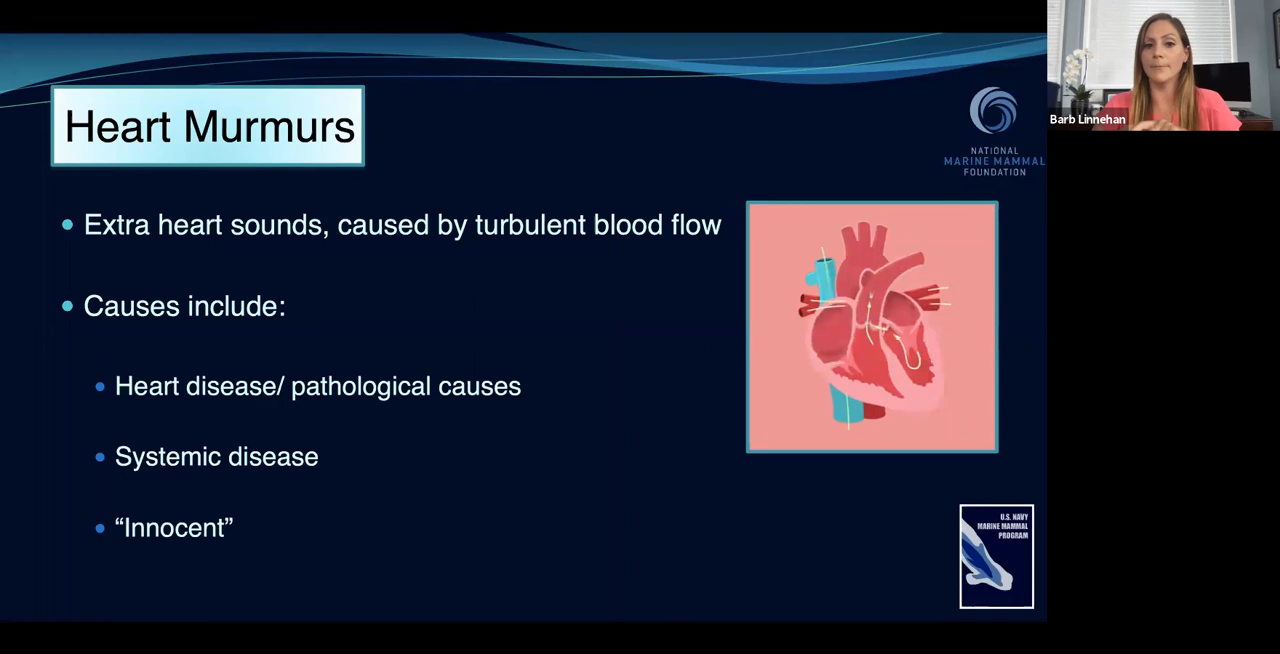 Heart Murmurs
NATIONAL
MARINE MAMMAL
FOUNDATION
• Extra heart sounds, caused by turbulent blood flow
• Causes include:
• Heart disease/ pathological causes
• Systemic disease
• “Innocent”
U.S. NAVY
MARINE MAMMAL
PROGRAM
Barb Linnehan